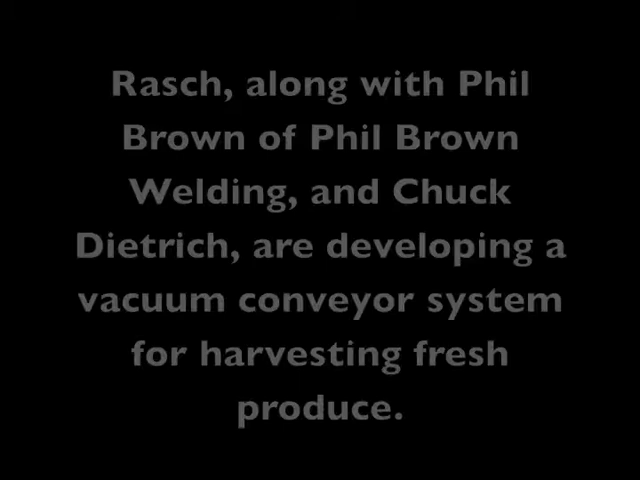 Rasch, along with Phil
Brown of Phil Brown
Welding, and Chuck
Dietrich, are developing a
vacuum conveyor system
for harvesting fresh
produce.